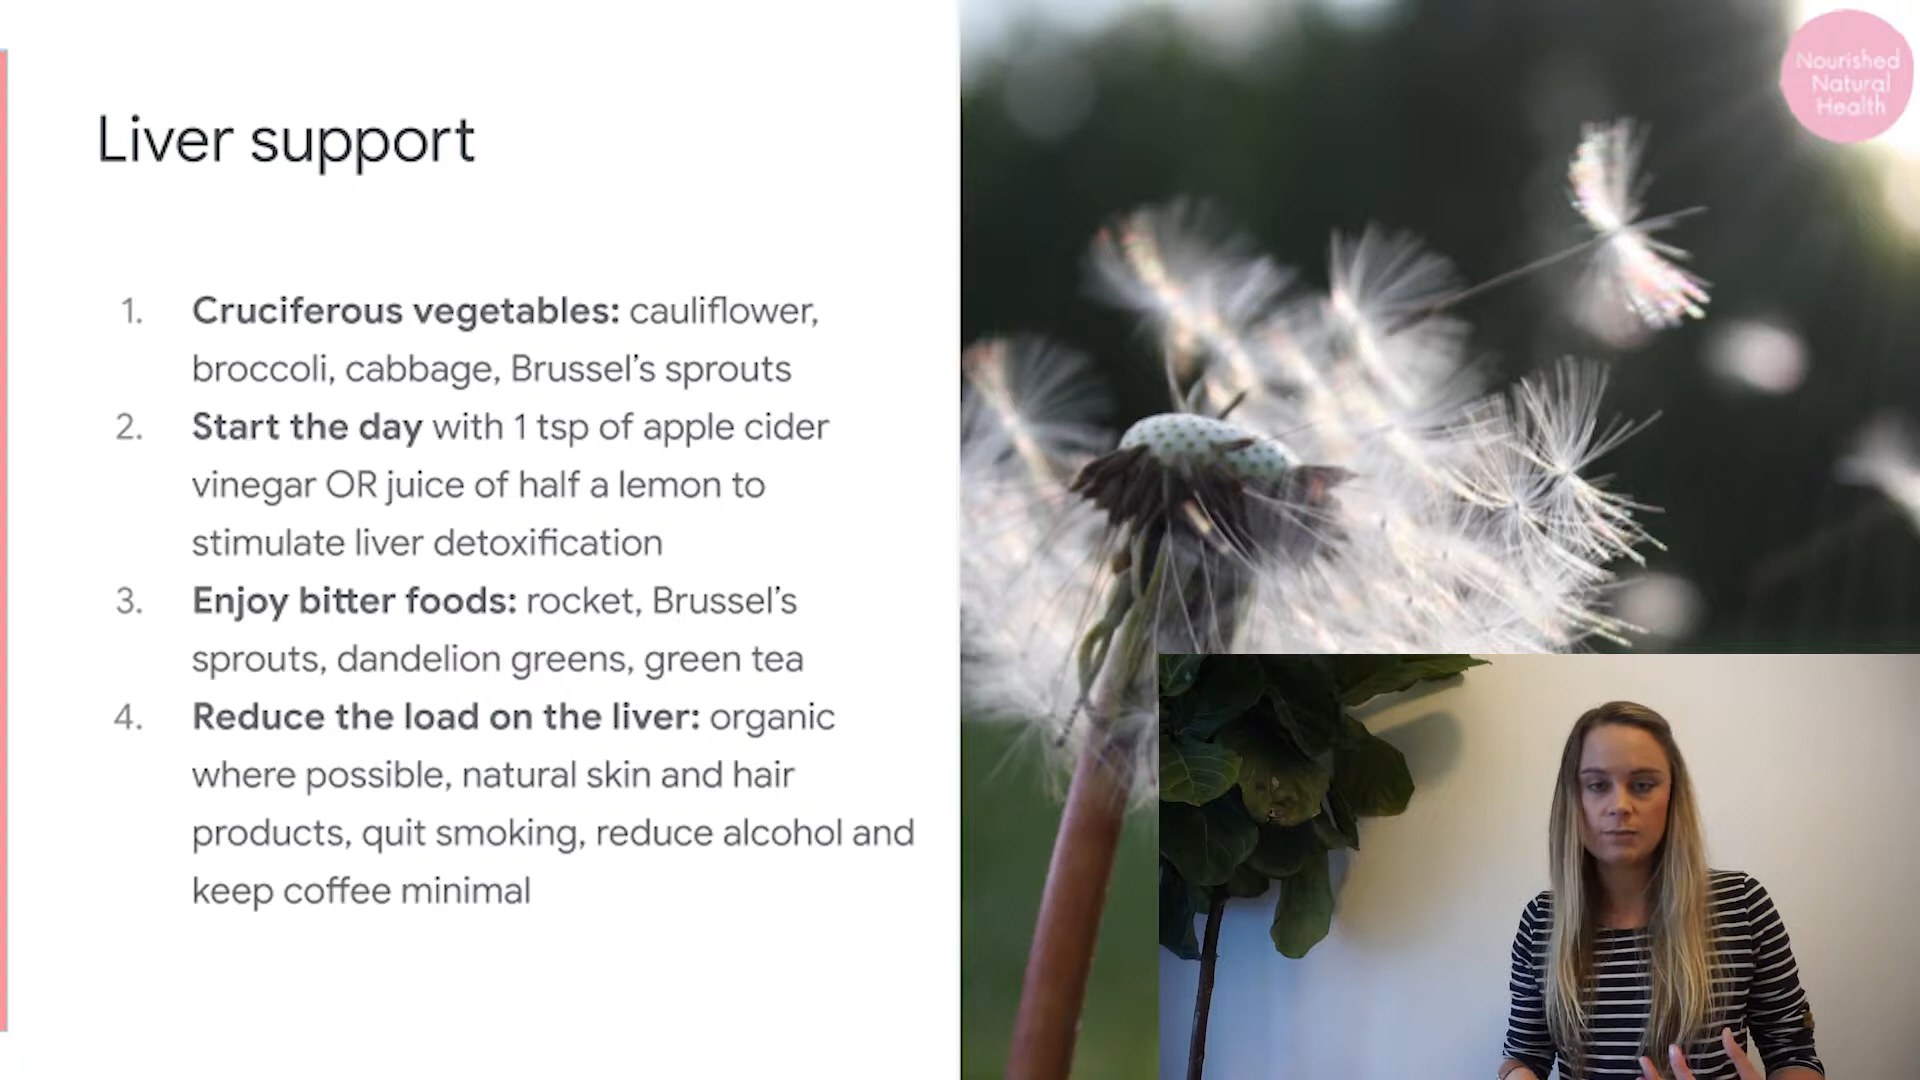 Nourished
Natural
Health
Liver support
1. Cruciferous vegetables: cauliflower,
broccoli, cabbage, Brussel's sprouts
2. Start the day with 1 tsp of apple cider
vinegar OR juice of half a lemon to
stimulate liver detoxification
3. Enjoy bitter foods: rocket, Brussel's
sprouts, dandelion greens, green tea
4. Reduce the load on the liver: organic
where possible, natural skin and hair
products, quit smoking, reduce alcohol and
keep coffee minimal